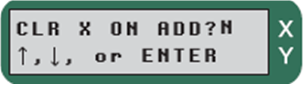 CLR X ON ADD?N
↑,↓, or ENTER
X
Y